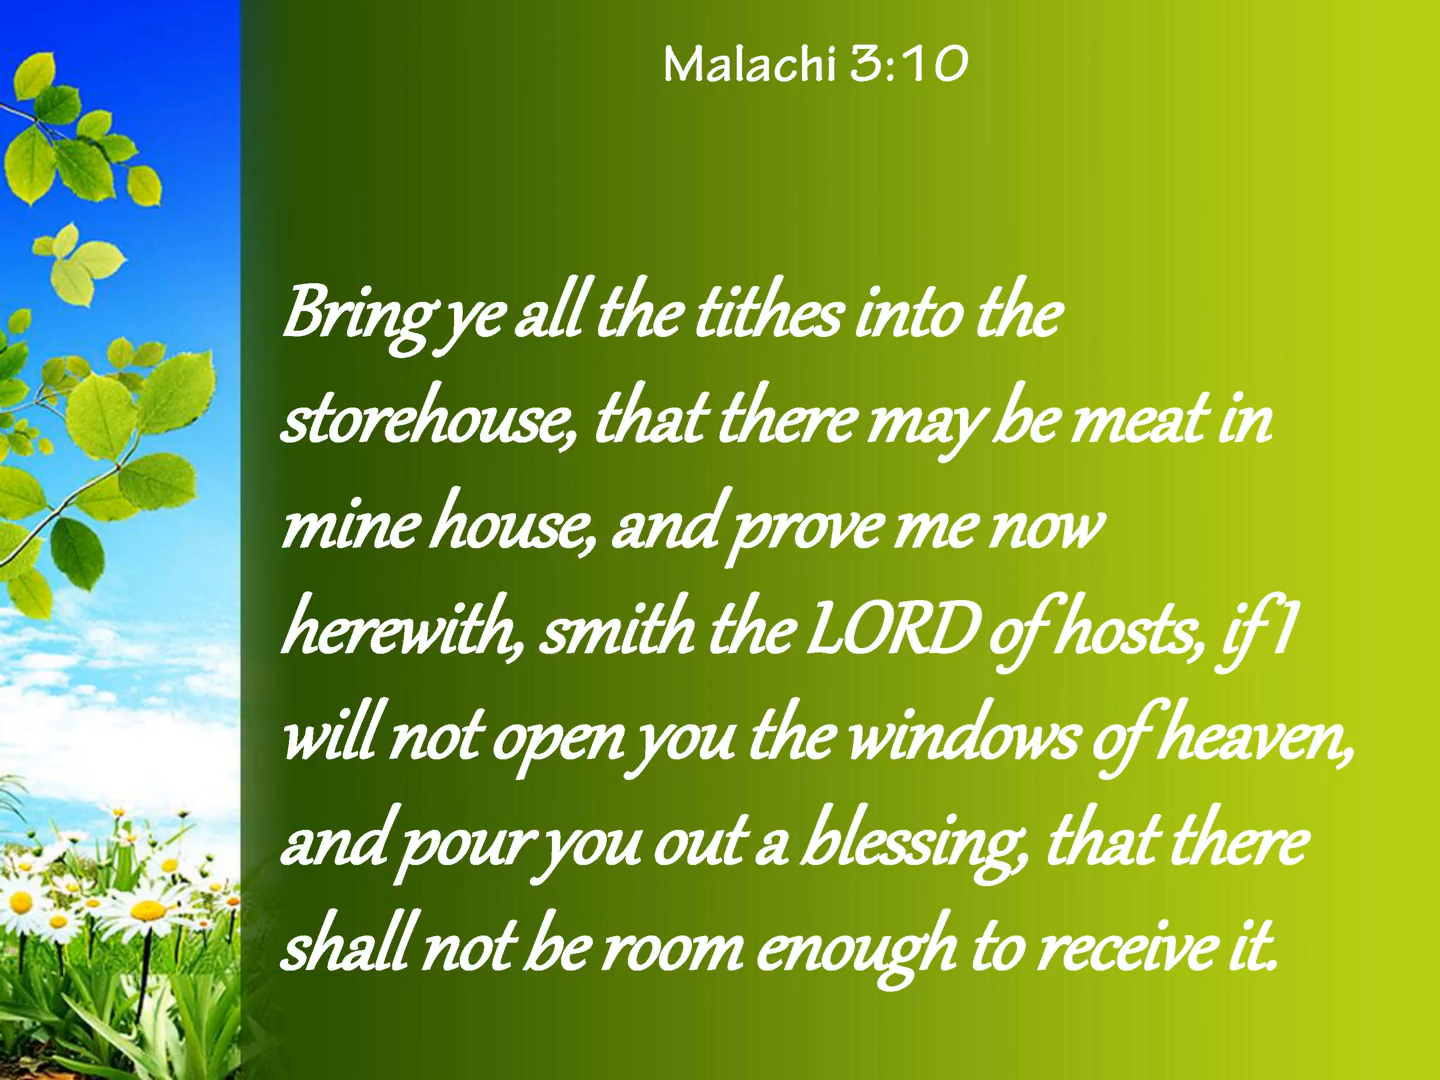 Malachi 3:10
Bring ye all the tithes into the
storehouse, that there may be meat in
mine house, and prove me now
herewith, smith the LORD of hosts, if I
will not open you the windows of heaven,
and pour you out a blessing, that there
shall not be room enough to receive it.